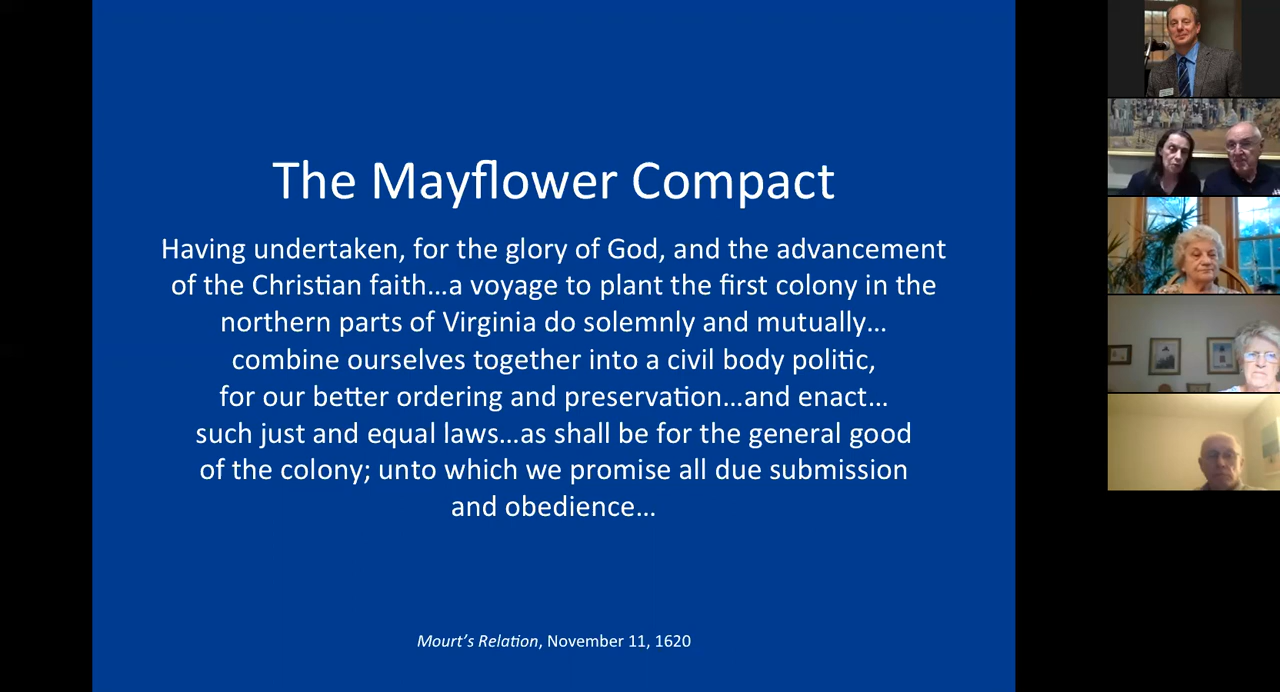 The Mayflower Compact
Having undertaken, for the glory of God, and the advancement
of the Christian faith…a voyage to plant the first colony in the
northern parts of Virginia do solemnly and mutually…
combine ourselves together into a civil body politic,
for our better ordering and preservation…and enact…
such just and equal laws…as shall be for the general good
of the colony; unto which we promise all due submission
and obedience…
Mourt’s Relation, November 11, 1620